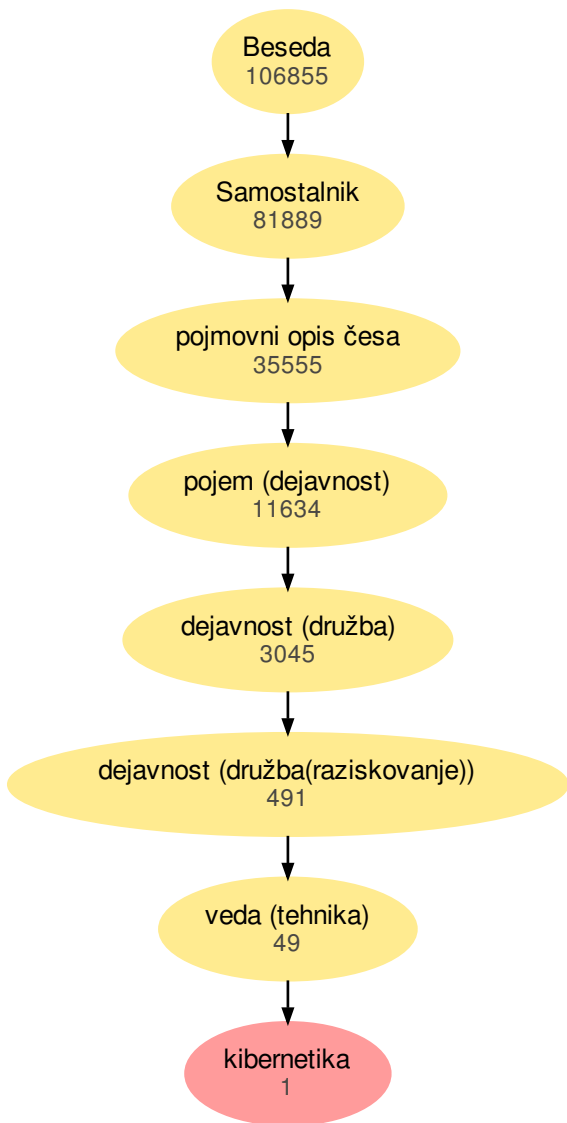 Beseda
106855
Samostalnik
81889
pojmovni opis česa
35555
pojem (dejavnost)
11634
dejavnost (družba)
3045
dejavnost (družba(raziskovanje))
491
veda (tehnika)
49
kibernetika
1